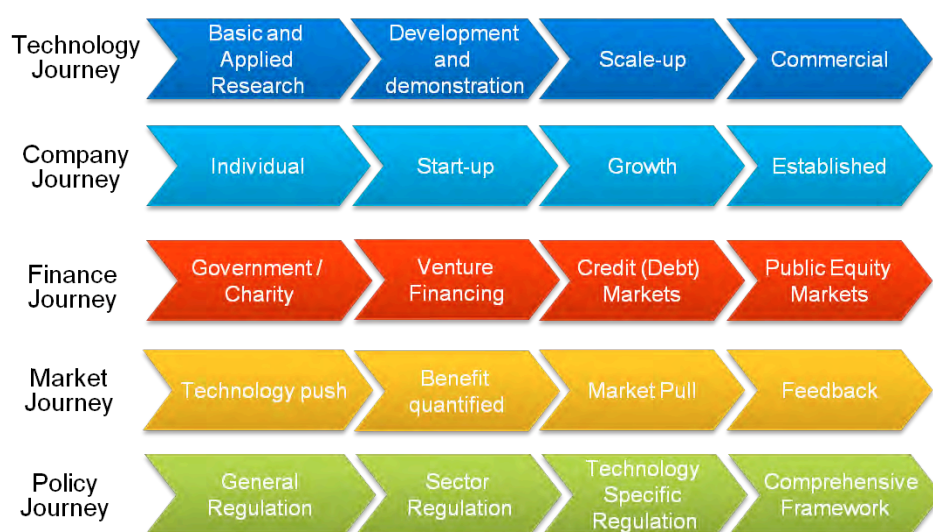 Technology
Journey
Basic and
Applied
Research
Development
and
demonstration
Scale-up
Commercial
Company
Journey
Individual
Start-up
Growth
Established
Finance
Journey
Government /
Charity
Venture
Financing
Credit (Debt)
Markets
Public Equity
Markets
Market
Journey
Technology push
Benefit
quantified
Market Pull
Feedback
Policy
Journey
General
Regulation
Sector
Regulation
Technology
Specific
Regulation
Comprehensive
Framework